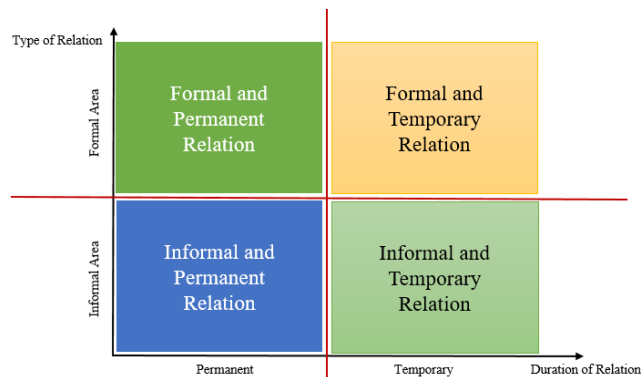 Type of Relation
Formal Area
Formal and
Permanent
Relation
Formal and
Temporary
Relation
Informal Area
Informal and
Permanent
Relation
Informal and
Temporary
Relation
Permanent
Temporary
Duration of Relation